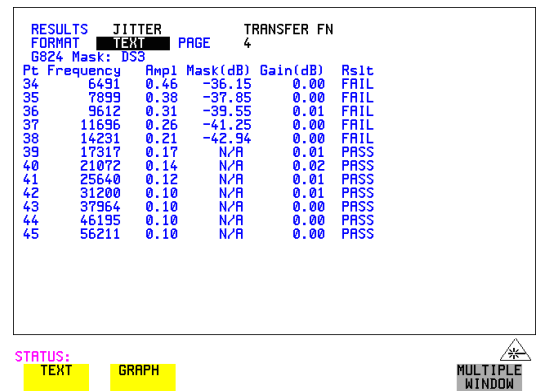 RESULTS JITTER TRANSFER FN
FORMAT TEXT PAGE 4
G824 Mask: DS3
Pt Frequency Ampl Mask(dB) Gain(dB) Rslt
34 6491 0.46 -36.15 0.00 FAIL
35 7899 0.38 -37.85 0.00 FAIL
36 9612 0.31 -39.55 0.01 FAIL
37 11696 0.26 -41.25 0.00 FAIL
38 14231 0.21 -42.94 0.00 FAIL
39 17317 0.17 N/A 0.01 PASS
40 21072 0.14 N/A 0.02 PASS
41 25640 0.12 N/A 0.01 PASS
42 31200 0.10 N/A 0.01 PASS
43 37964 0.10 N/A 0.00 PASS
44 46195 0.10 N/A 0.00 PASS
45 56211 0.10 N/A 0.00 PASS
STATUS:
TEXT GRAPH MULTIPLE
WINDOW